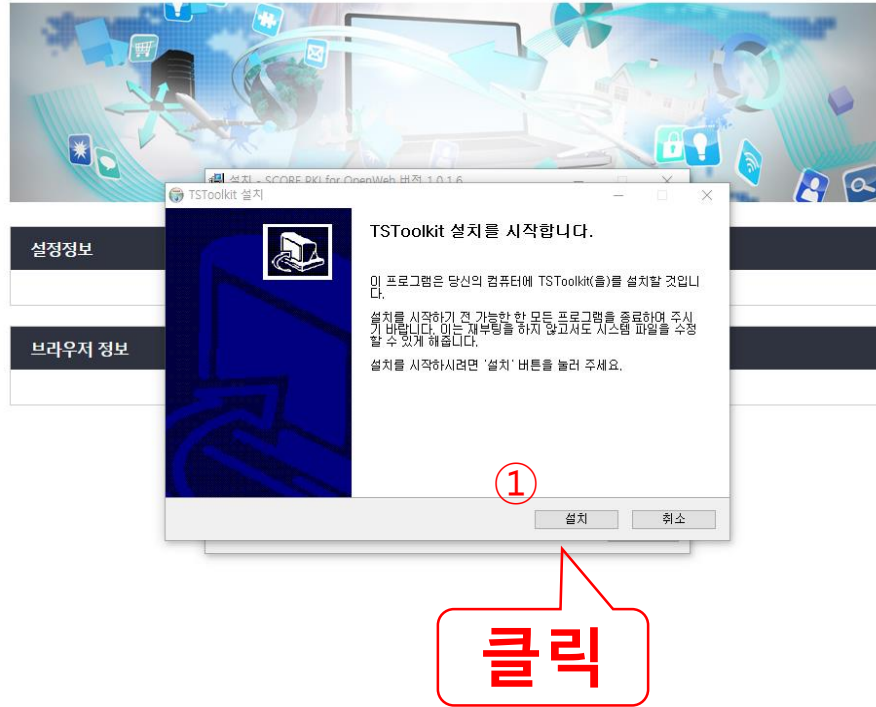 설치 - SCORE PKI for OpenWeb 버전 1.0.1.6
TSToolkit 설치
TSToolkit 설치를 시작합니다.
설정정보
이 프로그램은 당신의 컴퓨터에 TSToolkit(을)를 설치할 것입니
다.
설치를 시작하기 전 가능한 한 모든 프로그램을 종료하여 주시
기 바랍니다. 이는 재부팅을 하지 않고서도 시스템 파일을 수정
할 수 있게 해줍니다.
브라우저 정보
설치를 시작하시려면 '설치' 버튼을 눌러 주세요.
①
설치
취소
클릭